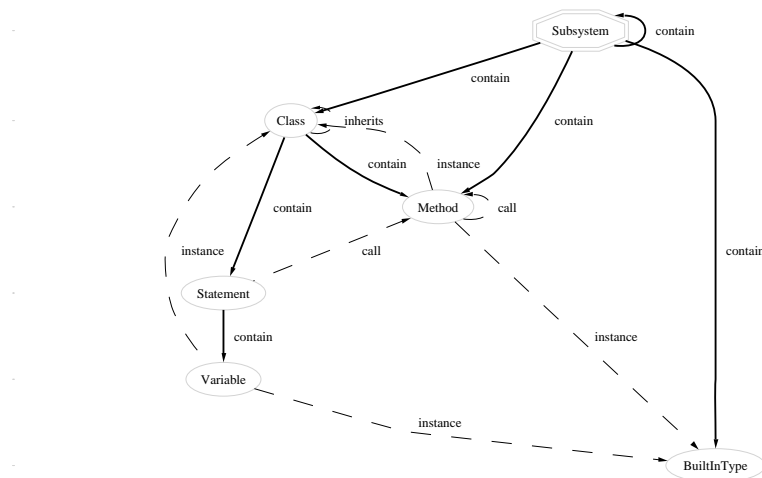 Subsystem
contain
contain
Class
inherits
contain
contain
instance
Method
call
contain
instance
call
contain
Statement
contain
instance
Variable
instance
BuiltInType